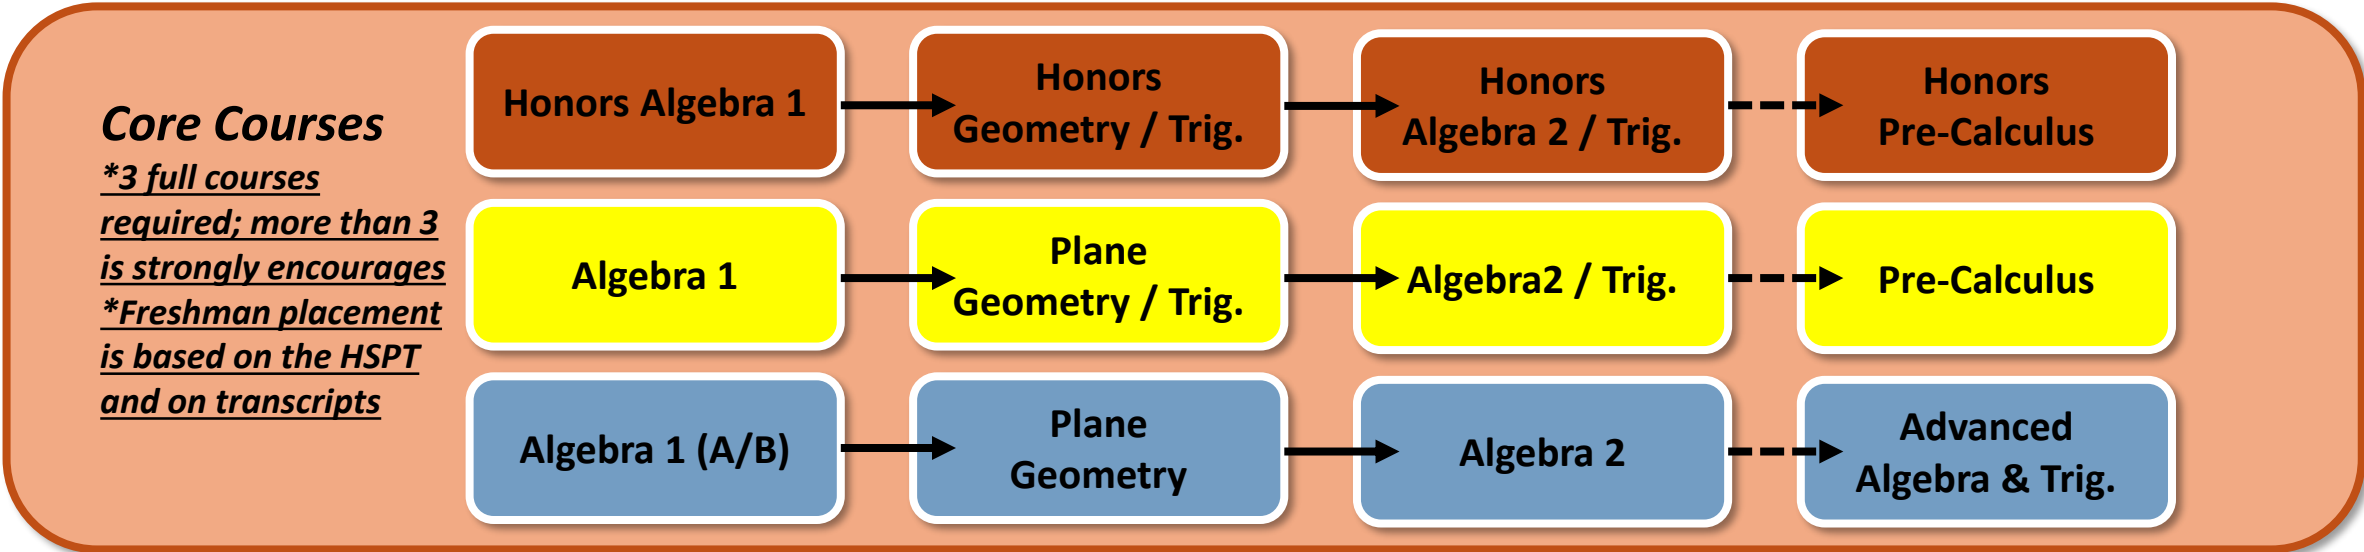 Core Courses
*3 full courses
required; more than 3
is strongly encourages
*Freshman placement
is based on the HSPT
and on transcripts
Honors Algebra 1
Honors
Geometry / Trig.
Honors
Algebra 2 / Trig.
Honors
Pre-Calculus
Algebra 1
Plane
Geometry / Trig.
Algebra2 / Trig.
Pre-Calculus
Algebra 1 (A/B)
Plane
Geometry
Algebra 2
Advanced
Algebra & Trig.